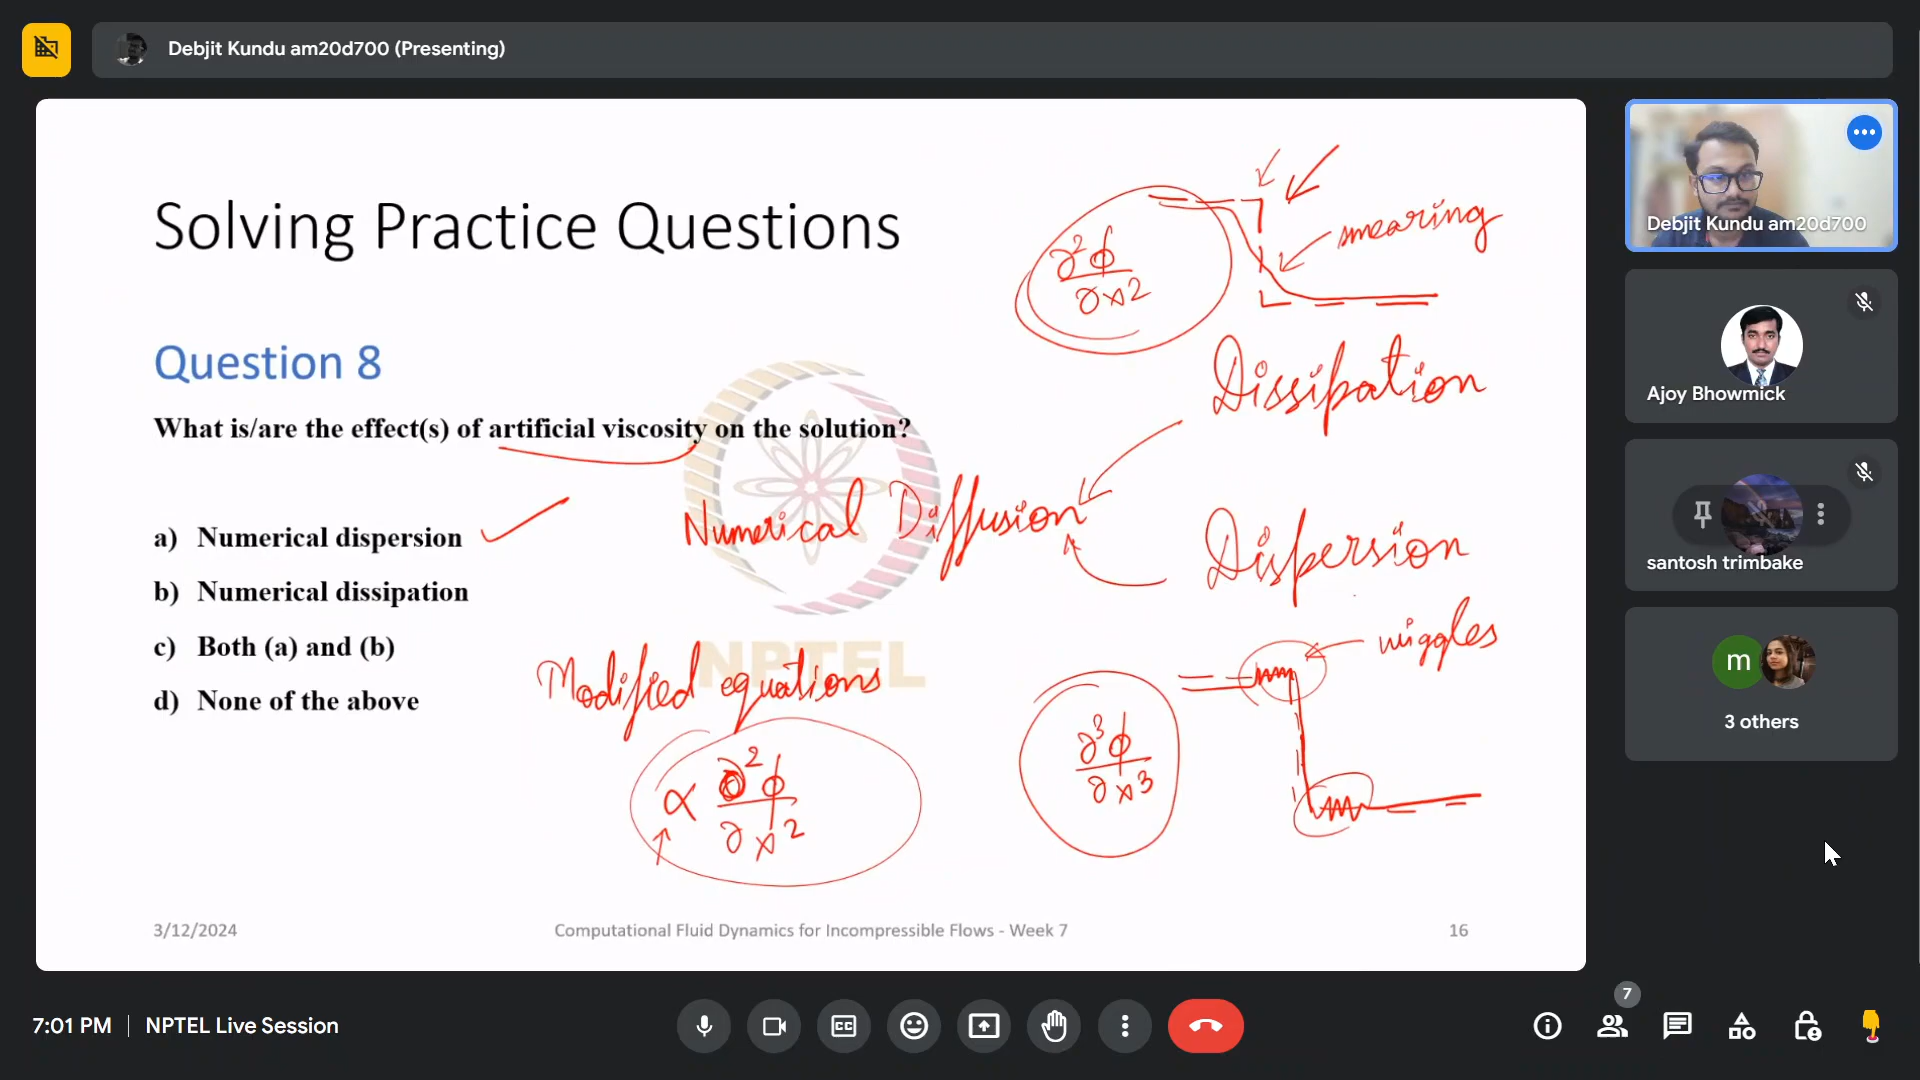 Debjit Kundu am20d700 (Presenting)
Solving Practice Questions
Question 8
What is/are the effect(s) of artificial viscosity on the solution?
a) Numerical dispersion
b) Numerical dissipation
c) Both (a) and (b)
d) None of the above
∂²φ
∂x²
smearing
Dissipation
Numerical Diffusion
Dispersion
wiggles
Modified equations
α ∂²φ
∂x²
∂³φ
∂x³
NPTEL
3/12/2024
Computational Fluid Dynamics for Incompressible Flows - Week 7
16
Debjit Kundu am20d700
Ajoy Bhowmick
santosh trimbake
m
3 others
7:01 PM | NPTEL Live Session
CC
7